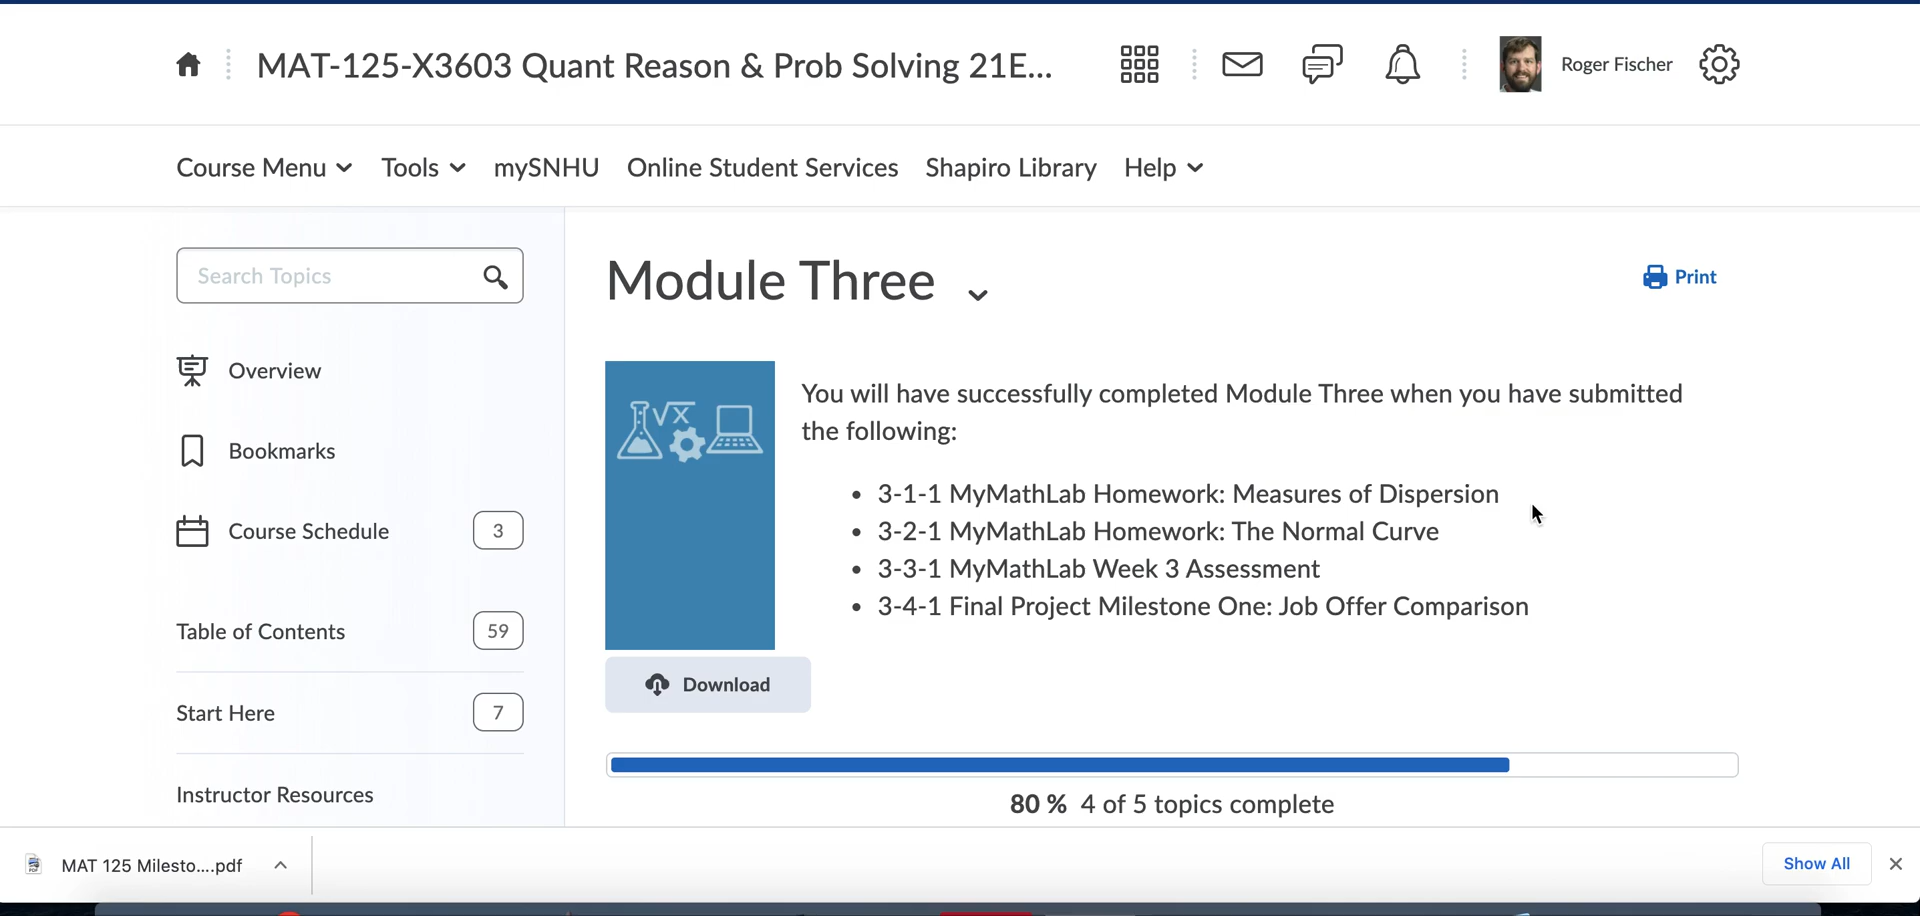 MAT-125-X3603 Quant Reason & Prob Solving 21E...
Roger Fischer
Course Menu
Tools
mySNHU
Online Student Services
Shapiro Library
Help
Search Topics
Overview
Bookmarks
Course Schedule
3
Table of Contents
59
Start Here
7
Instructor Resources
Module Three
Print
√x
You will have successfully completed Module Three when you have submitted
the following:
• 3-1-1 MyMathLab Homework: Measures of Dispersion
• 3-2-1 MyMathLab Homework: The Normal Curve
• 3-3-1 MyMathLab Week 3 Assessment
• 3-4-1 Final Project Milestone One: Job Offer Comparison
Download
80 % 4 of 5 topics complete
MAT 125 Milesto....pdf
Show All